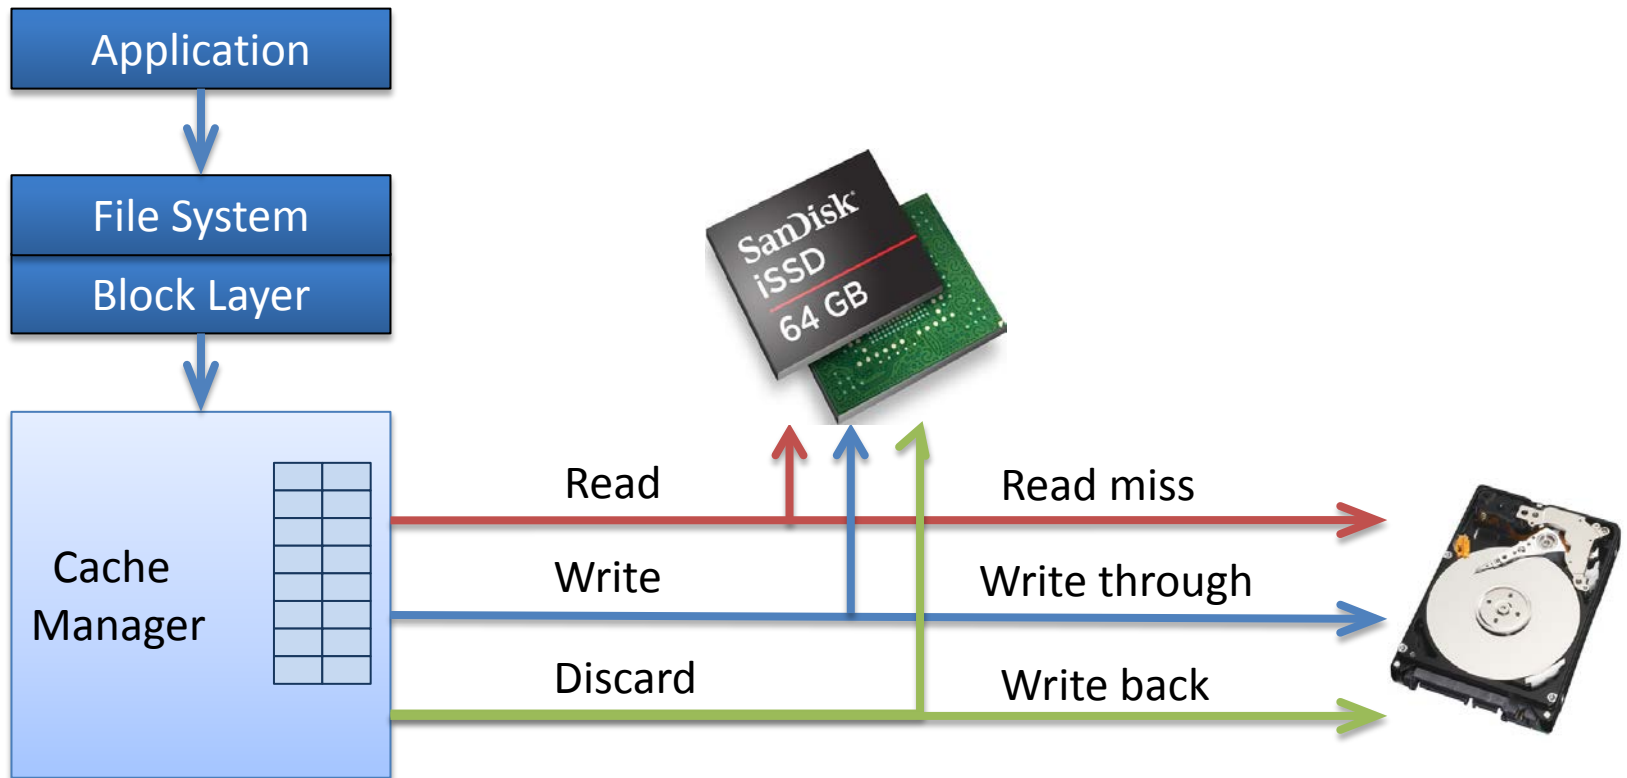 Application
File System
Block Layer
SanDisk
iSSD
64 GB
Read
Read miss
Cache
Manager
Write
Write through
Discard
Write back